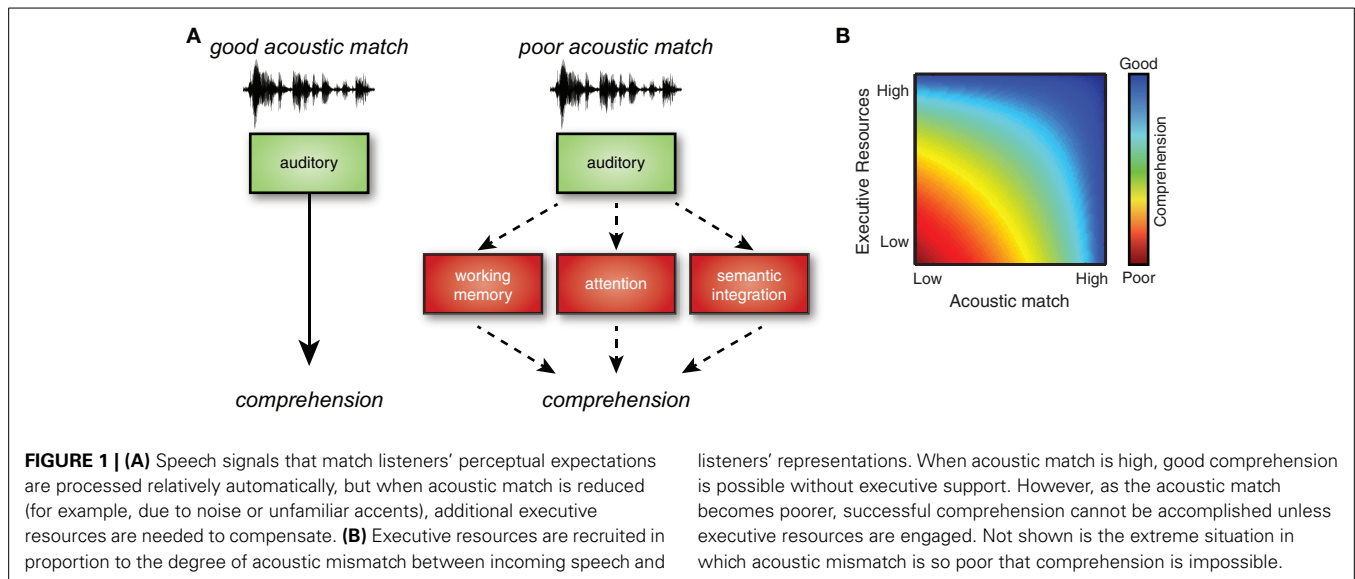 A
good acoustic match
poor acoustic match
auditory
auditory
working
memory
attention
semantic
integration
comprehension
comprehension
B
Good
High
Executive Resources
Low
Low
High
Acoustic match
Comprehension
Poor
FIGURE 1 | (A) Speech signals that match listeners’ perceptual expectations
are processed relatively automatically, but when acoustic match is reduced
(for example, due to noise or unfamiliar accents), additional executive
resources are needed to compensate. (B) Executive resources are recruited in
proportion to the degree of acoustic mismatch between incoming speech and
listeners’ representations. When acoustic match is high, good comprehension
is possible without executive support. However, as the acoustic match
becomes poorer, successful comprehension cannot be accomplished unless
executive resources are engaged. Not shown is the extreme situation in
which acoustic mismatch is so poor that comprehension is impossible.